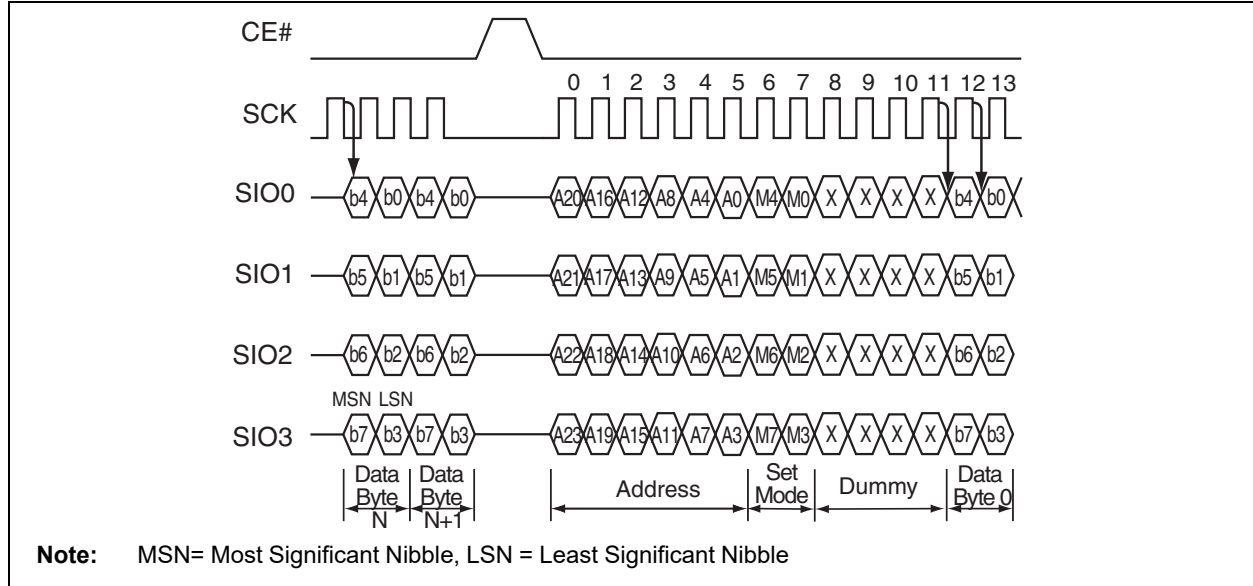 CE#
0 1 2 3 4 5 6 7 8 9 10 11 12 13
SCK
SIO0 b4 b0 b4 b0 A20 A16 A12 A8 A4 A0 M4 M0 X X X X b4 b0
SIO1 b5 b1 b5 b1 A21 A17 A13 A9 A5 A1 M5 M1 X X X X b5 b1
SIO2 b6 b2 b6 b2 A22 A18 A14 A10 A6 A2 M6 M2 X X X X b6 b2
MSN LSN
SIO3 b7 b3 b7 b3 A23 A19 A15 A11 A7 A3 M7 M3 X X X X b7 b3
Data Byte N
Data Byte N+1
Address
Set Mode
Dummy
Data Byte 0
Note: MSN= Most Significant Nibble, LSN = Least Significant Nibble